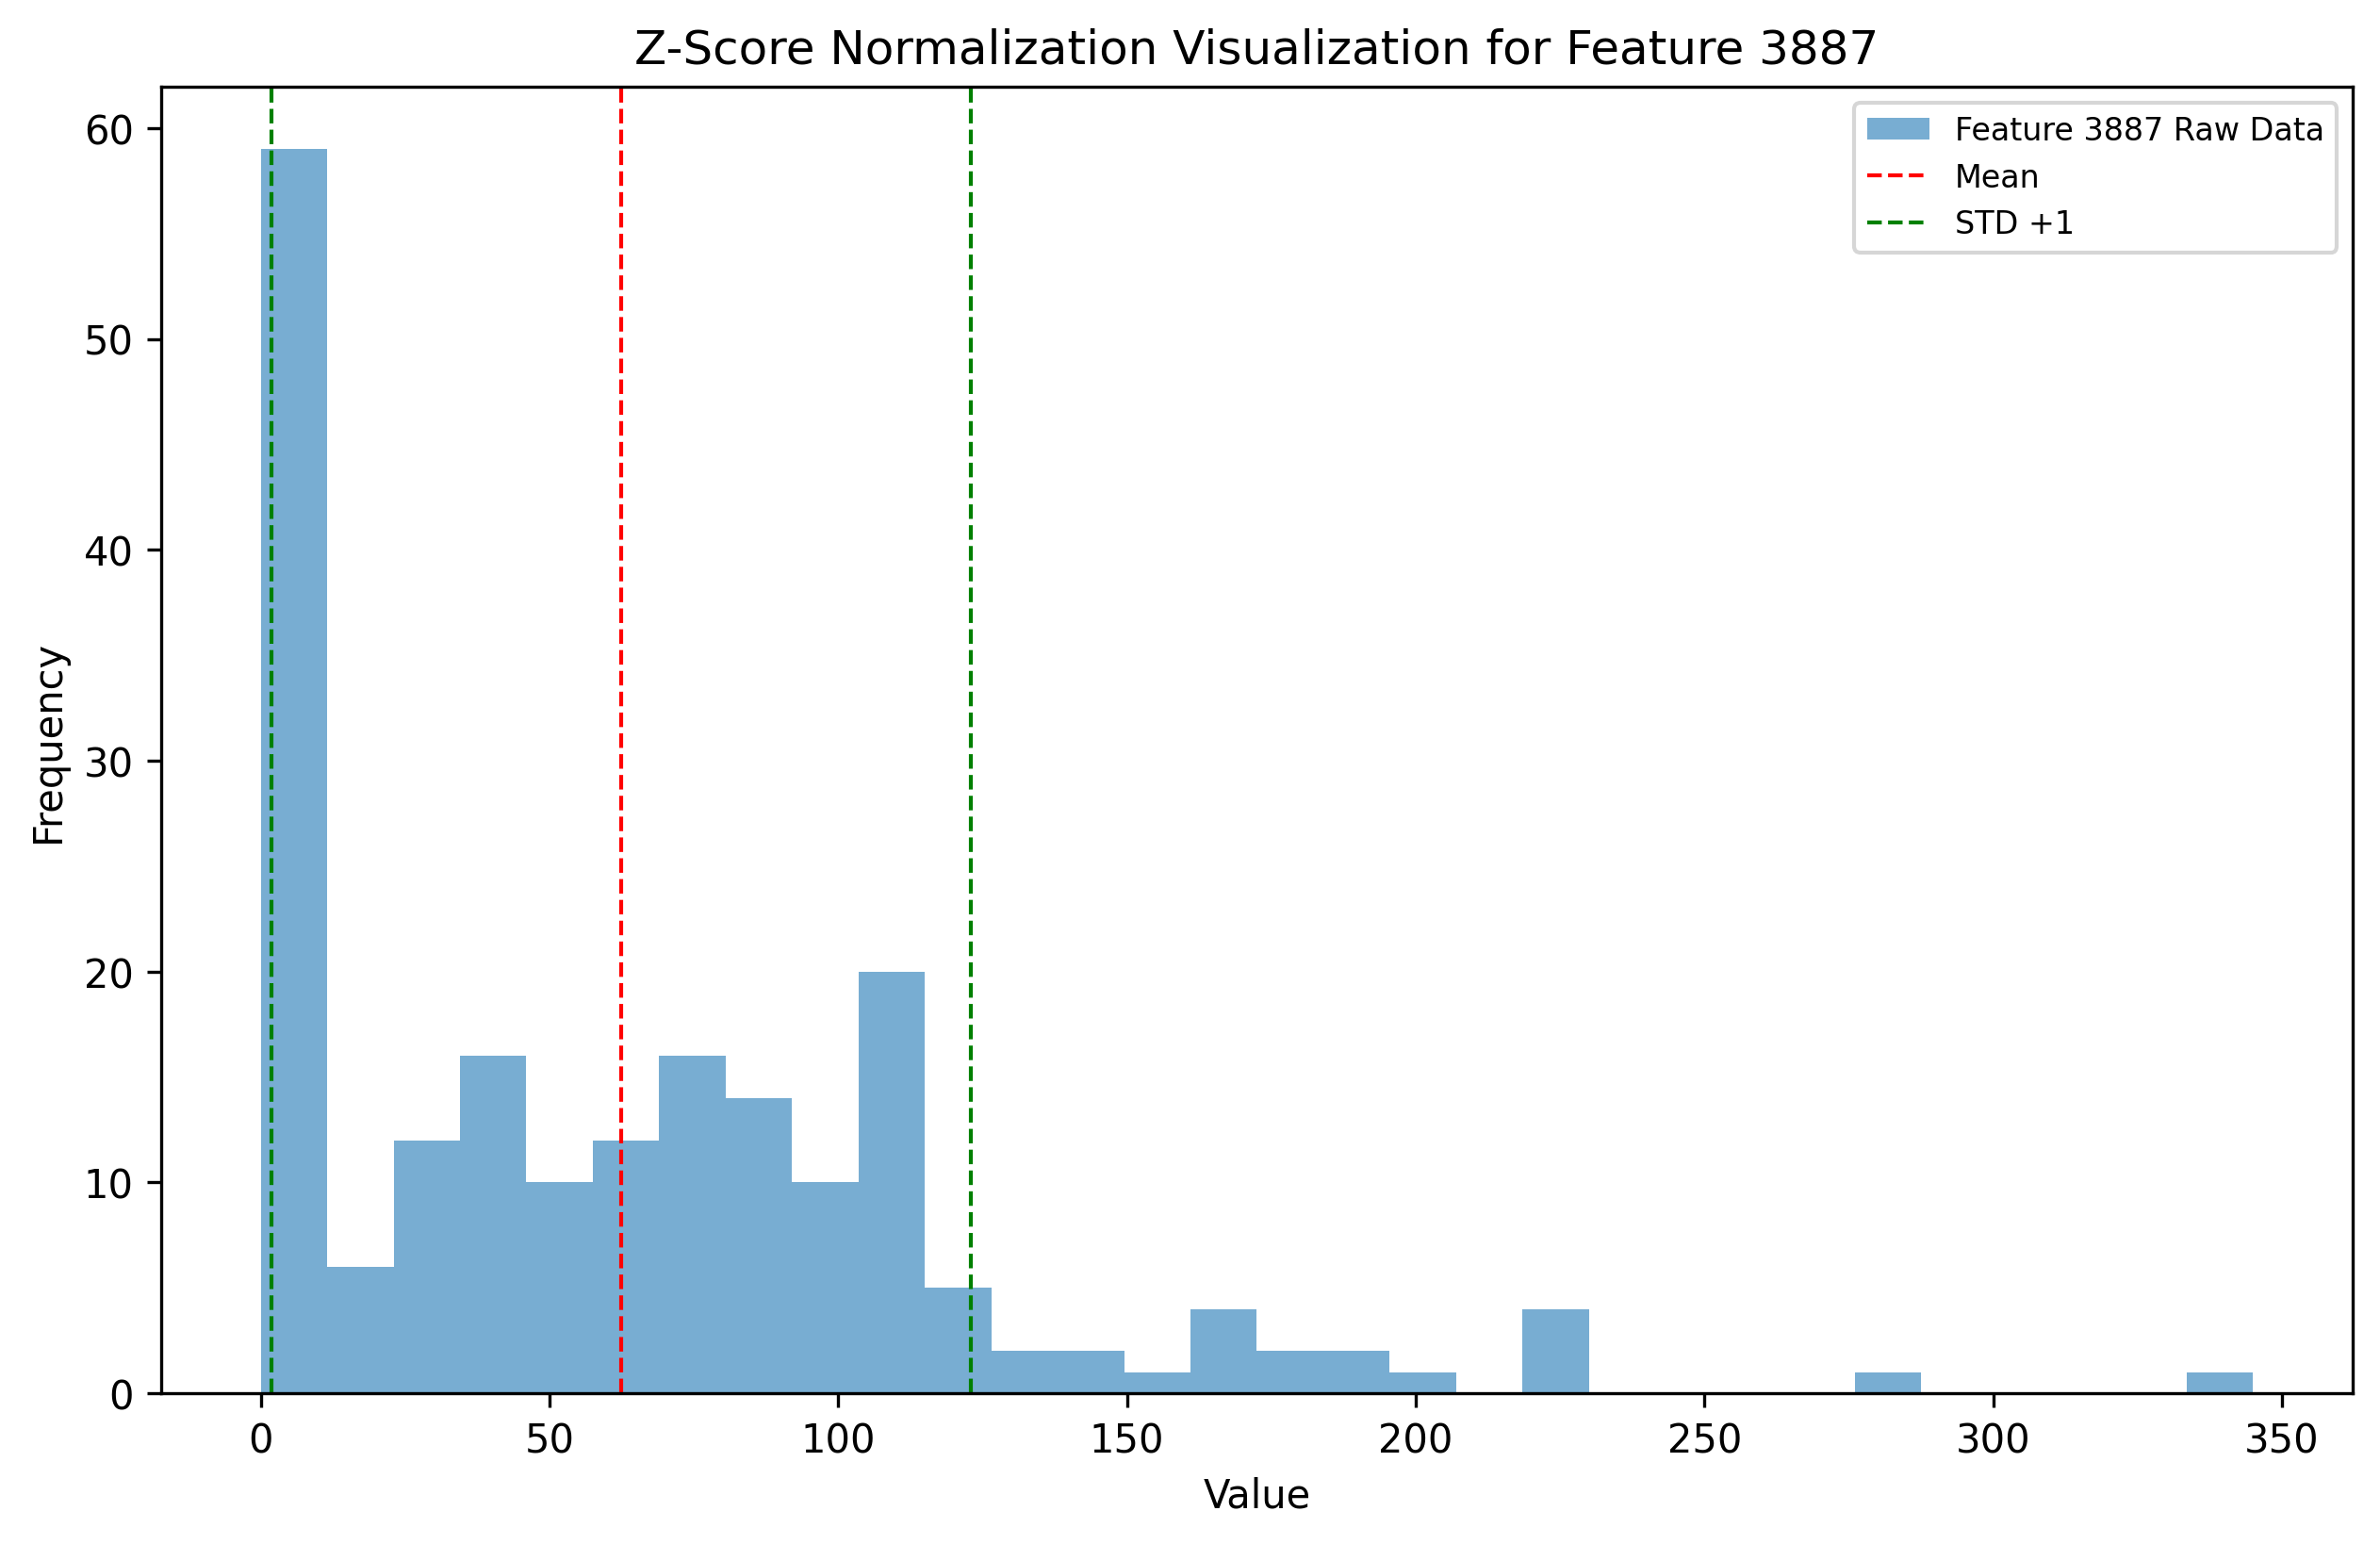 Z-Score Normalization Visualization for Feature 3887
Feature 3887 Raw Data
Mean
STD +1
60
50
40
30
20
10
0
Frequency
0 50 100 150 200 250 300 350
Value